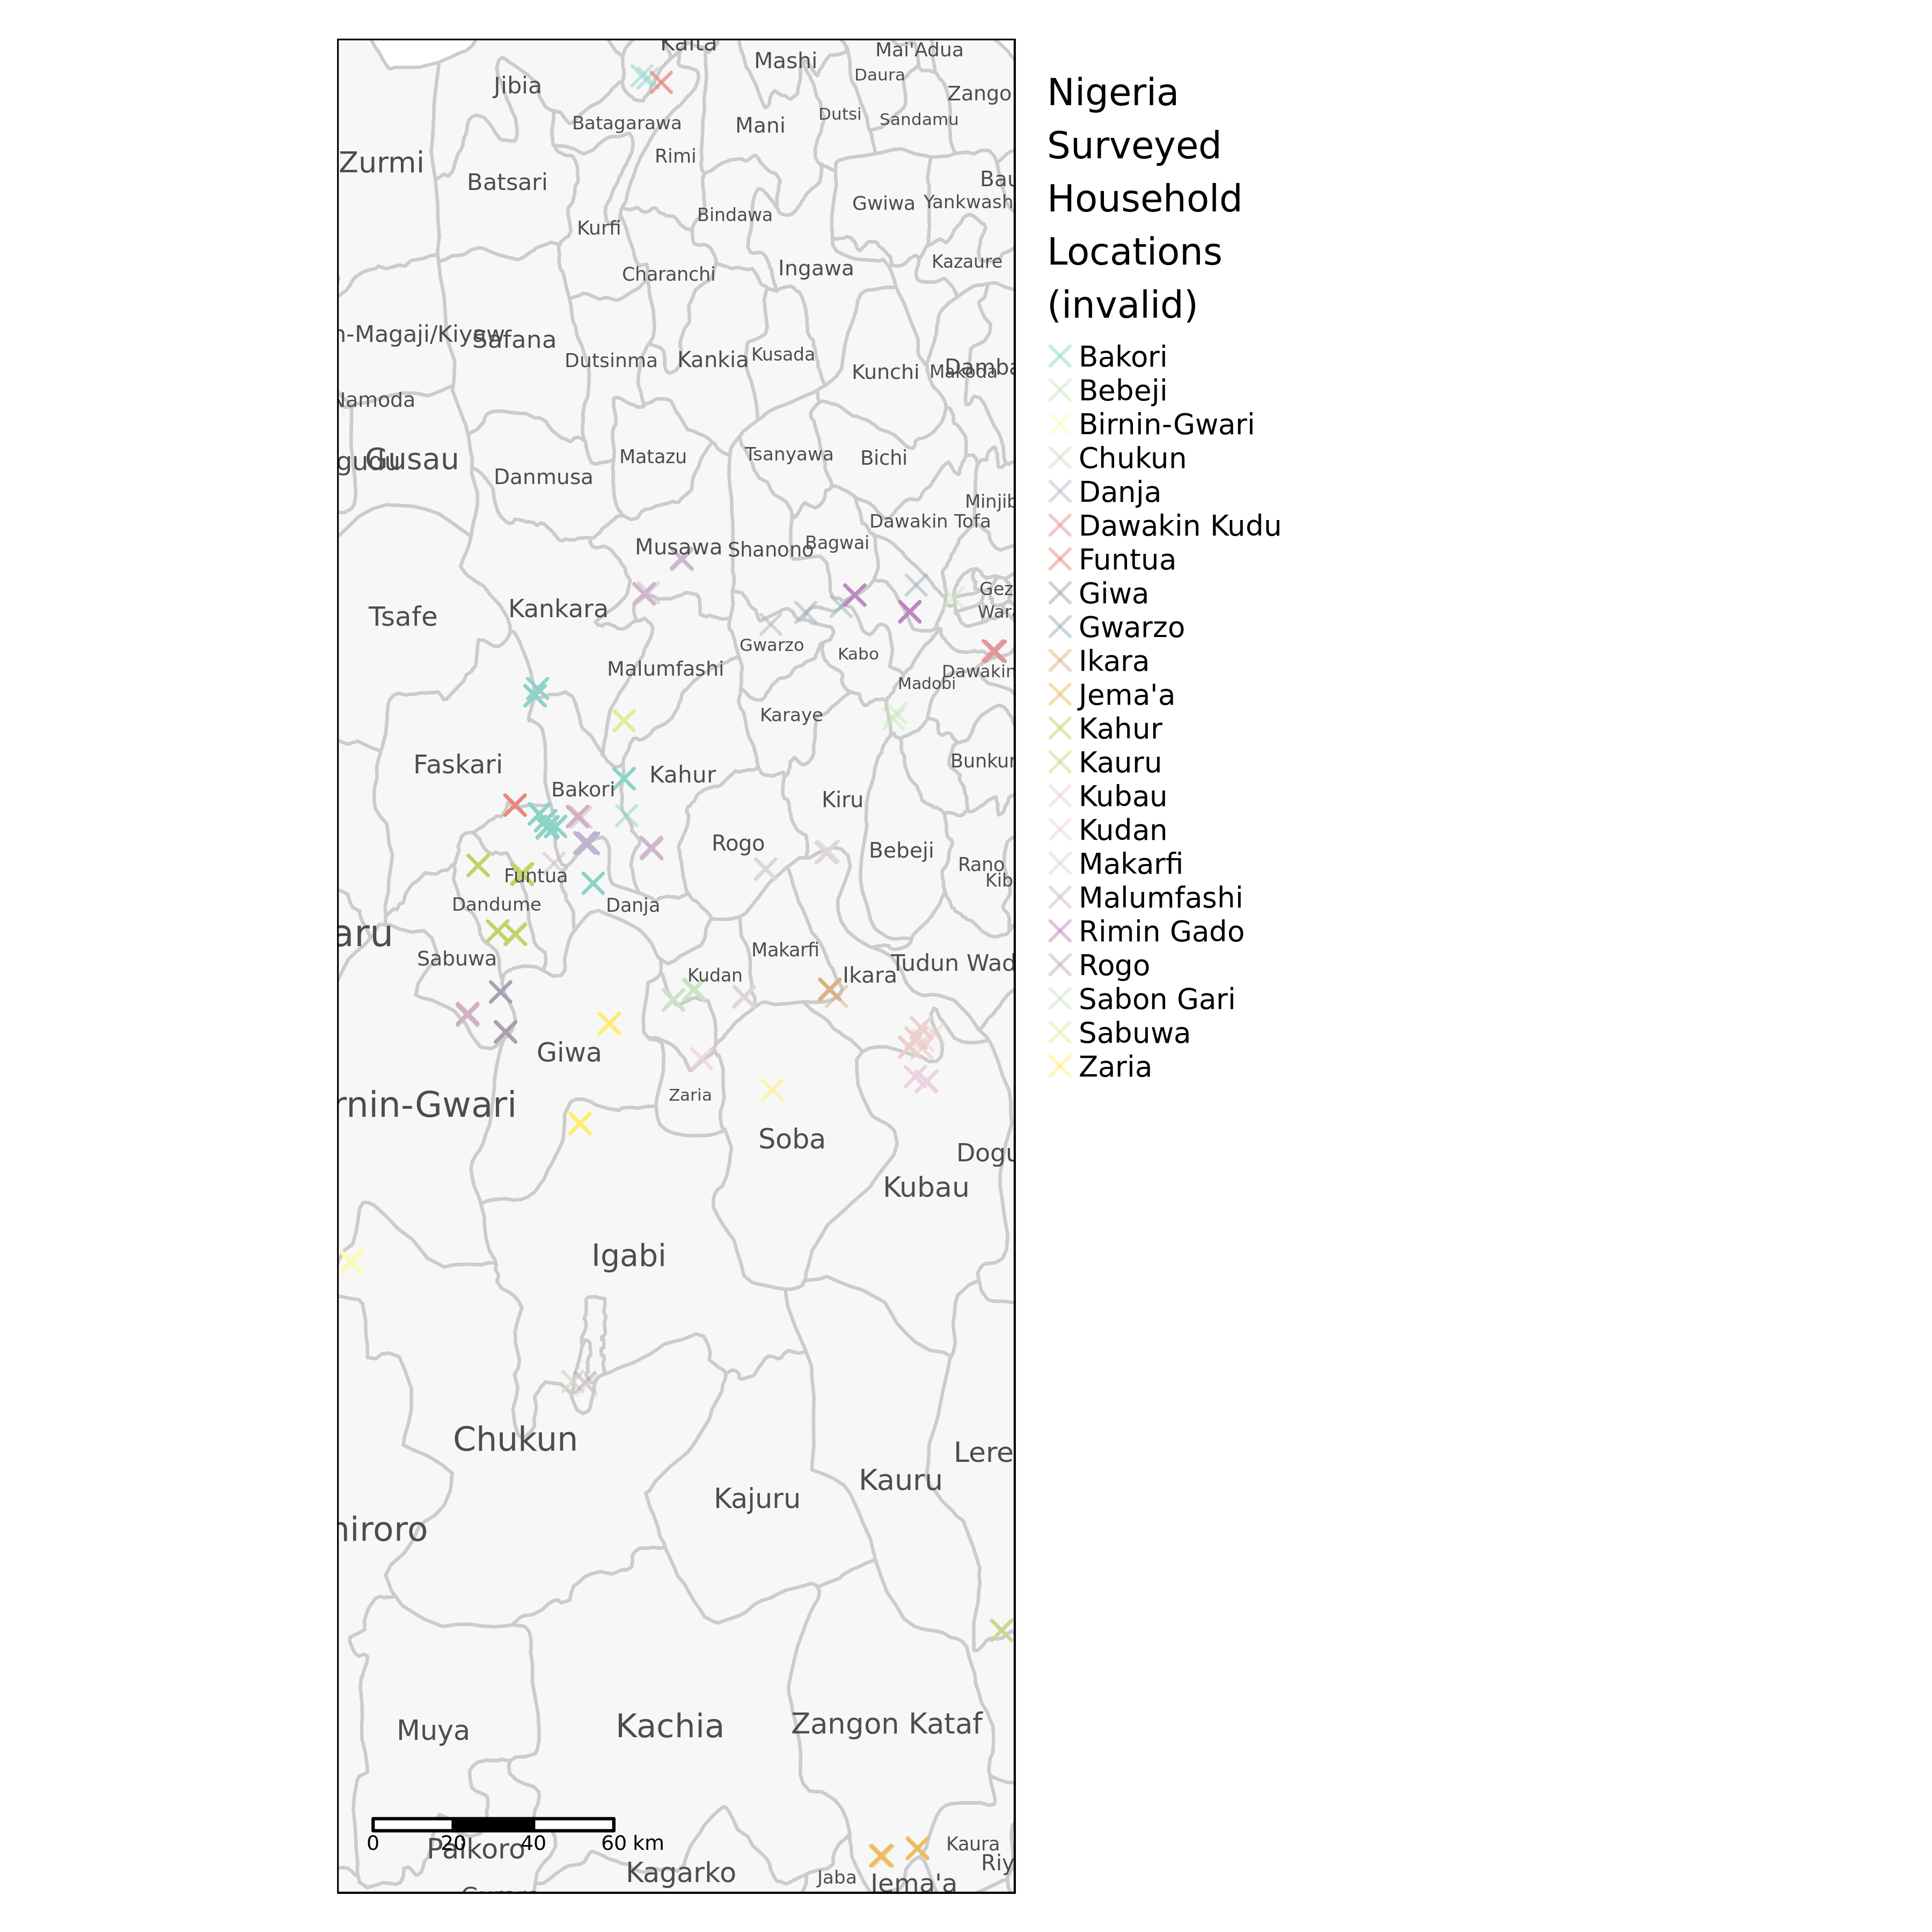 Kaita
Mashi
Mai'Adua
Daura
Jibia
Zango
Batagarawa
Mani
Dutsi
Sandamu
Zurmi
Rimi
Batsari
Bau
Gwiwa
Yankwash
Bindawa
Kurfi
Charanchi
Ingawa
Kazaure
n-Magaji/Kiyaw
Safana
Dutsinma
Kankia
Kusada
Kunchi
Makoda
Damba
Namoda
Gusau
Danmusa
Matazu
Tsanyawa
Bichi
Minjib
Dawakin Tofa
Musawa
Shanono
Bagwai
Gez
Wara
Tsafe
Kankara
Gwarzo
Kabo
Malumfashi
Dawakin
Madobi
Karaye
Faskari
Kahur
Bakori
Bunkur
Kiru
Rogo
Bebeji
Rano
Kib
Funtua
Dandume
Danja
aru
Sabuwa
Makarfi
Kudan
Ikara
Tudun Wad
Giwa
rnin-Gwari
Zaria
Soba
Dogu
Kubau
Igabi
Chukun
Lere
Kauru
Kajuru
hiroro
Muya
Kachia
Zangon Kataf
0 20 40 60 km
Paikoro
Kagarko
Jaba
Jema'a
Kaura
Riy
Nigeria
Surveyed
Household
Locations
(invalid)
Bakori
Bebeji
Birnin-Gwari
Chukun
Danja
Dawakin Kudu
Funtua
Giwa
Gwarzo
Ikara
Jema'a
Kahur
Kauru
Kubau
Kudan
Makarfi
Malumfashi
Rimin Gado
Rogo
Sabon Gari
Sabuwa
Zaria